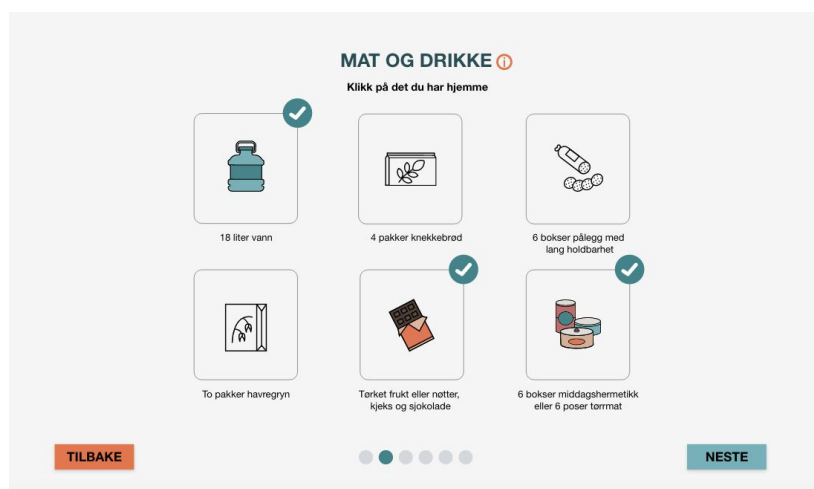 MAT OG DRIKKE
Klikk på det du har hjemme
18 liter vann
4 pakker knekkebrød
6 bokser pålegg med
lang holdbarhet
To pakker havregryn
Tørket frukt eller nøtter,
kjeks og sjokolade
6 bokser middagshermetikk
eller 6 poser tørrmat
TILBAKE
NESTE